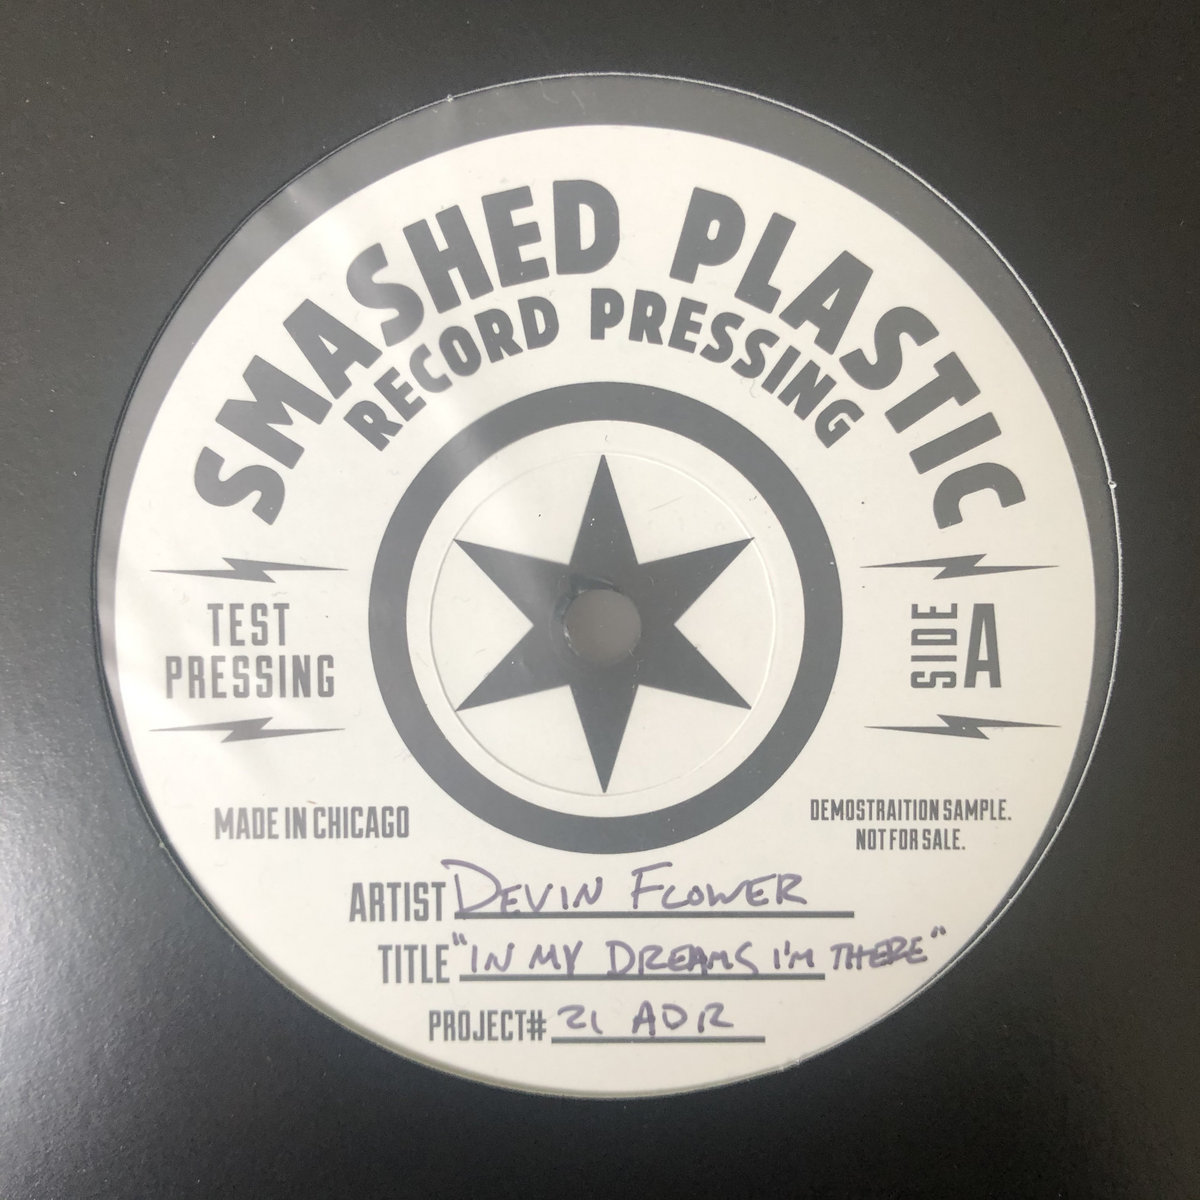 SMASHED PLASTIC
RECORD PRESSING
TEST
PRESSING
SIDE A
MADE IN CHICAGO
DEMOSTRAITION SAMPLE.
NOT FOR SALE.
ARTIST DEVIN FLOWER
TITLE "IN MY DREAMS I'M THERE"
PROJECT# 21 ADR